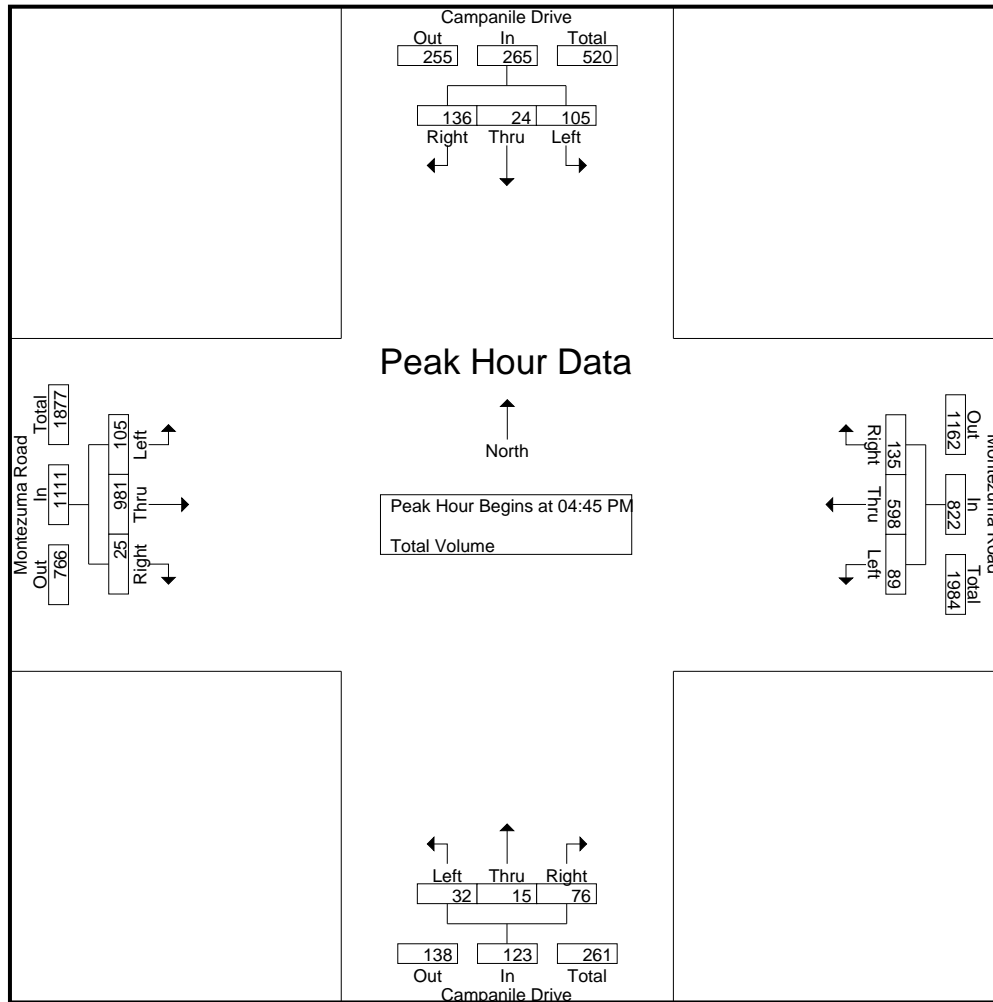 Campanile Drive
Out In Total
255 265 520
136 24 105
Right Thru Left
Peak Hour Data
North
Peak Hour Begins at 04:45 PM
Total Volume
Montezuma Road
Out In Total
766 1111 1877
105 981 25
Left Thru Right
Right Thru Left
135 598 89
1162 822 1984
Out In Total
Montezuma Road
Left Thru Right
32 15 76
138 123 261
Out In Total
Campanile Drive